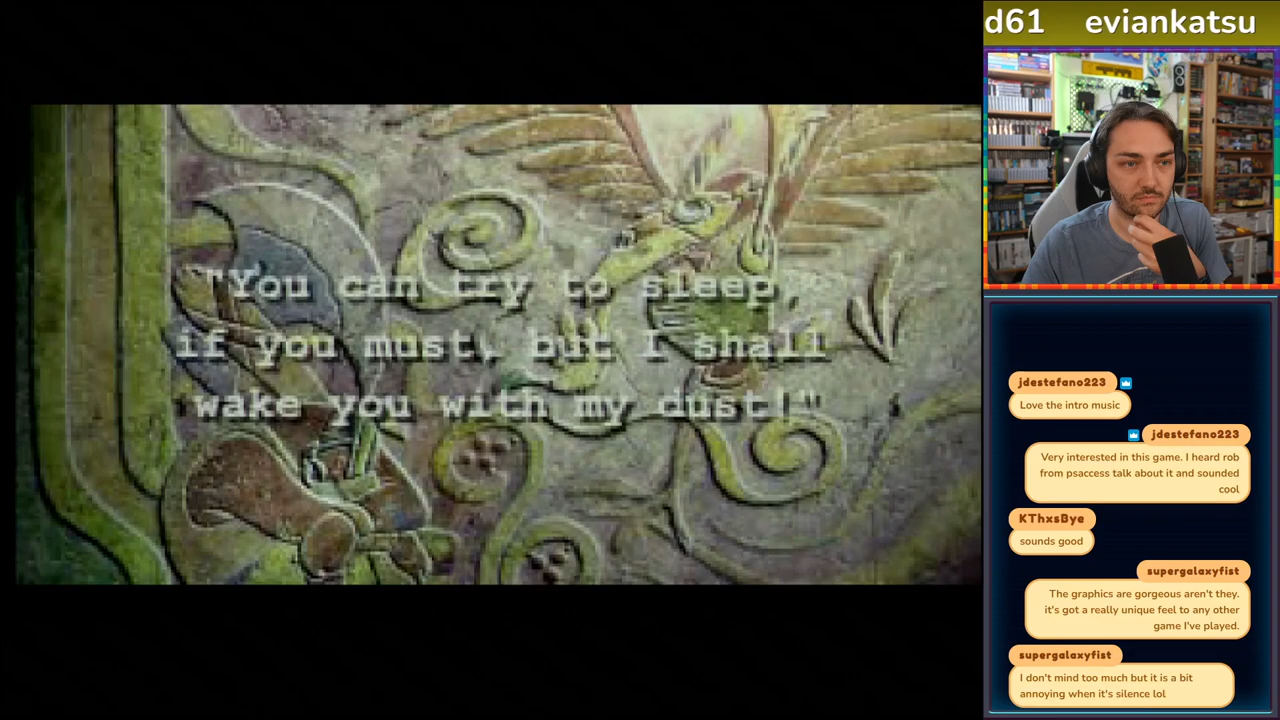 d61 eviankatsu
"You can try to sleep,
if you must, but I shall
wake you with my dust!"
jdestefano223
Love the intro music
jdestefano223
Very interested in this game. I heard rob
from psaccess talk about it and sounded
cool
KThxsBye
sounds good
supergalaxyfist
The graphics are gorgeous aren't they.
it's got a really unique feel to any other
game I've played.
supergalaxyfist
I don't mind too much but it is a bit
annoying when it's silence lol